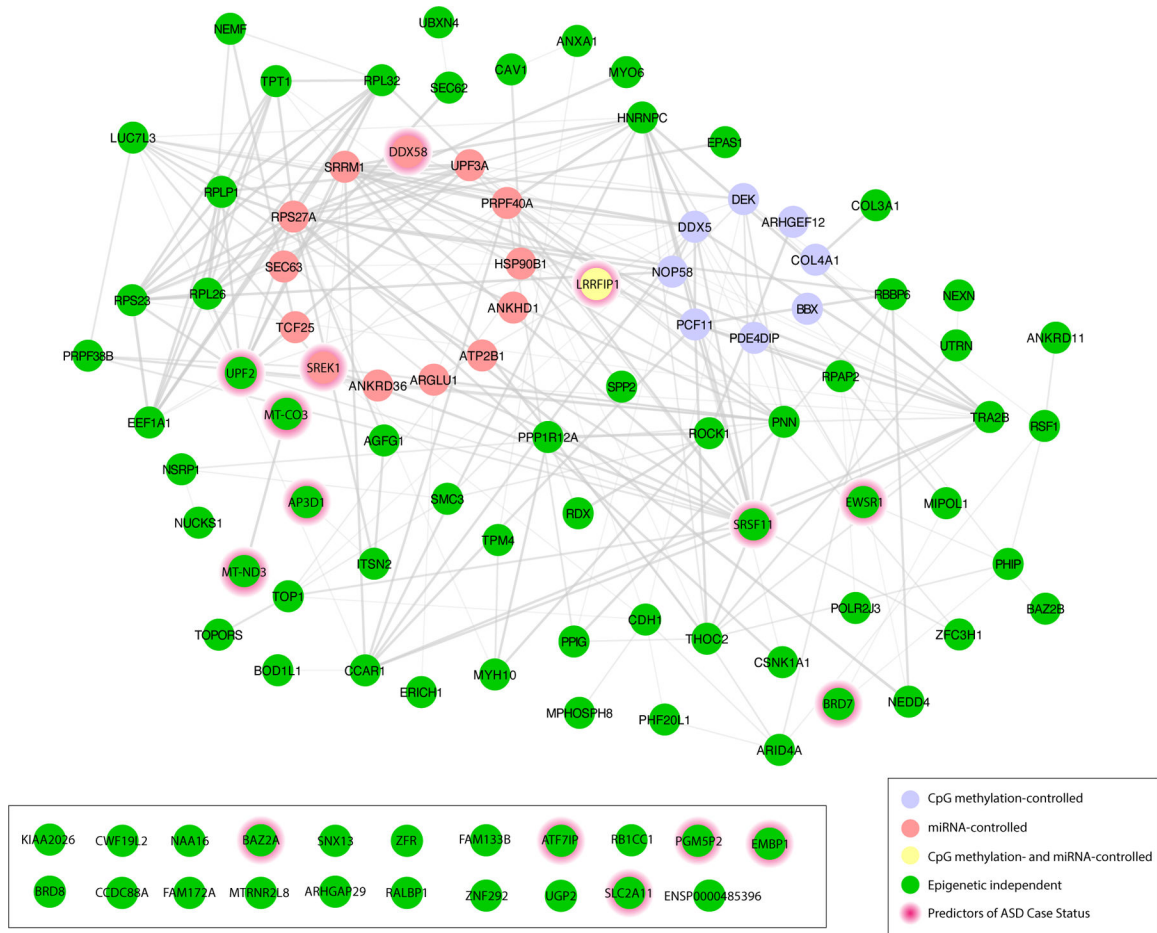 UBXN4
NEMF
ANXA1
CAV1
MYO6
TPT1
RPL32
SEC62
HNRNPC
LUC7L3
EPAS1
DDX58
SRRM1
UPF3A
RPLP1
DEK
COL3A1
PRPF40A
RPS27A
ARHGEF12
DDX5
COL4A1
HSP90B1
SEC63
NOP58
LRRFIP1
RPL26
RPS23
RBBP6
NEXN
ANKHD1
BBX
TCF25
PCF11
PDE4DIP
ANKRD11
UTRN
PRPF38B
ATP2B1
SREK1
UPF2
ANKRD36
ARGLU1
SPP2
RPAP2
MT-CO3
EEF1A1
TRA2B
PNN
RSF1
ROCK1
PPP1R12A
AGFG1
NSRP1
AP3D1
SMC3
EWSR1
MIPOL1
RDX
NUCKS1
SRSF11
TPM4
ITSN2
PHIP
MT-ND3
TOP1
POLR2J3
BAZ2B
CDH1
TOPORS
ZFC3H1
PPIG
THOC2
CSNK1A1
BOD1L1
CCAR1
MYH10
ERICH1
BRD7
NEDD4
MPHOSPH8
PHF20L1
ARID4A
KIAA2026
CWF19L2
NAA16
BAZ2A
SNX13
ZFR
FAM133B
ATF7IP
RB1CC1
PGM5P2
EMBP1
BRD8
CCDC88A
FAM172A
MTRNR2L8
ARHGAP29
RALBP1
ZNF292
UGP2
SLC2A11
ENSP0000485396
CpG methylation-controlled
miRNA-controlled
CpG methylation- and miRNA-controlled
Epigenetic independent
Predictors of ASD Case Status